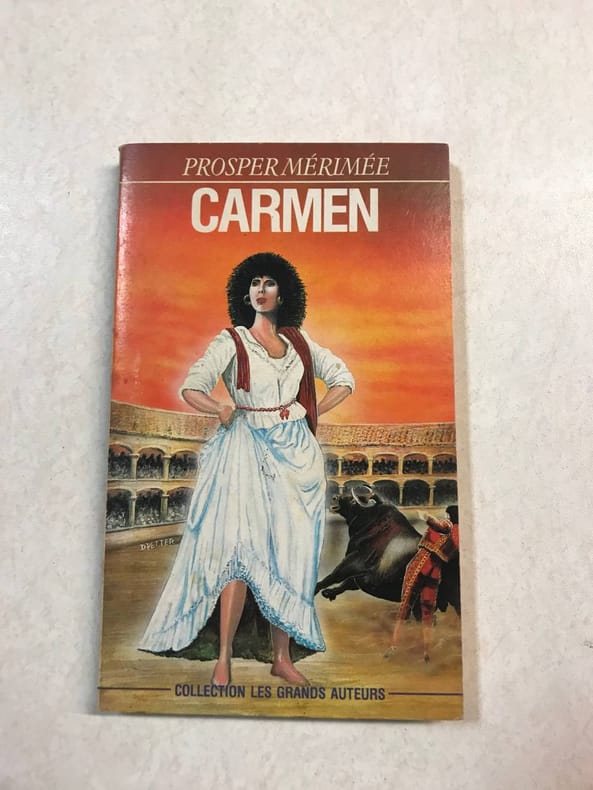 PROSPER MÉRIMÉE
CARMEN
COLLECTION LES GRANDS AUTEURS